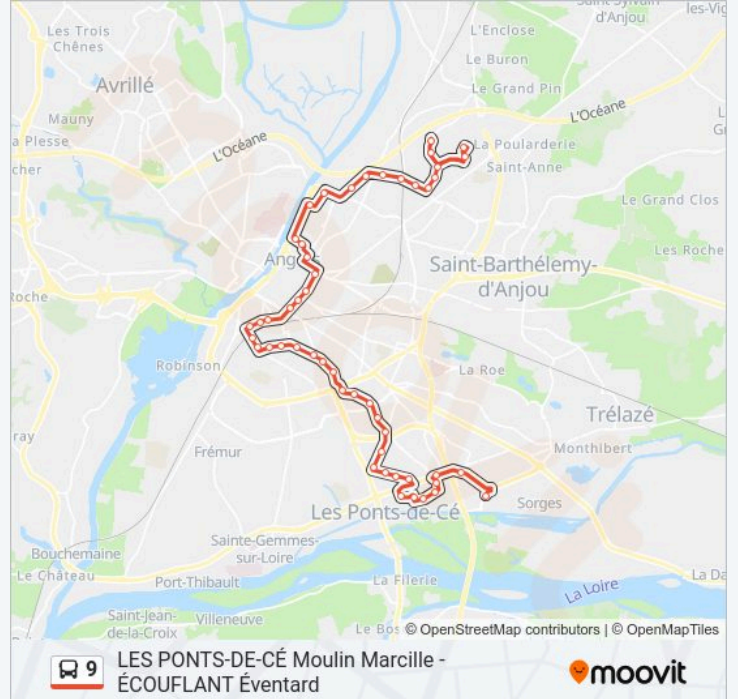 Saint-Sylvain
d'Anjou
les-Vig
Les Trois
Chênes
L'Enclose
Le Buron
Le Grand Pin
Avrillé
Mauny
L'Océane
a Plesse
L'Océane
La Poularderie
cher
Saint-Anne
Le Grand Clos
Les Roche
Saint-Barthélemy-
d'Anjou
Roche
Robinson
La Roe
Trélazé
ray
Frémur
Monthibert
Sorges
Les Ponts-de-Cé
Sainte-Gemmes-
sur-Loire
Bouchemaine
Le Château
Port-Thibault
La Filerie
La Loire
La Da
Saint-Jean-
de-la-Croix
Villeneuve
Le Bos
© OpenStreetMap contributors | © OpenMapTiles
9
LES PONTS-DE-CÉ Moulin Marcille -
ÉCOUFLANT Éventard
moovit